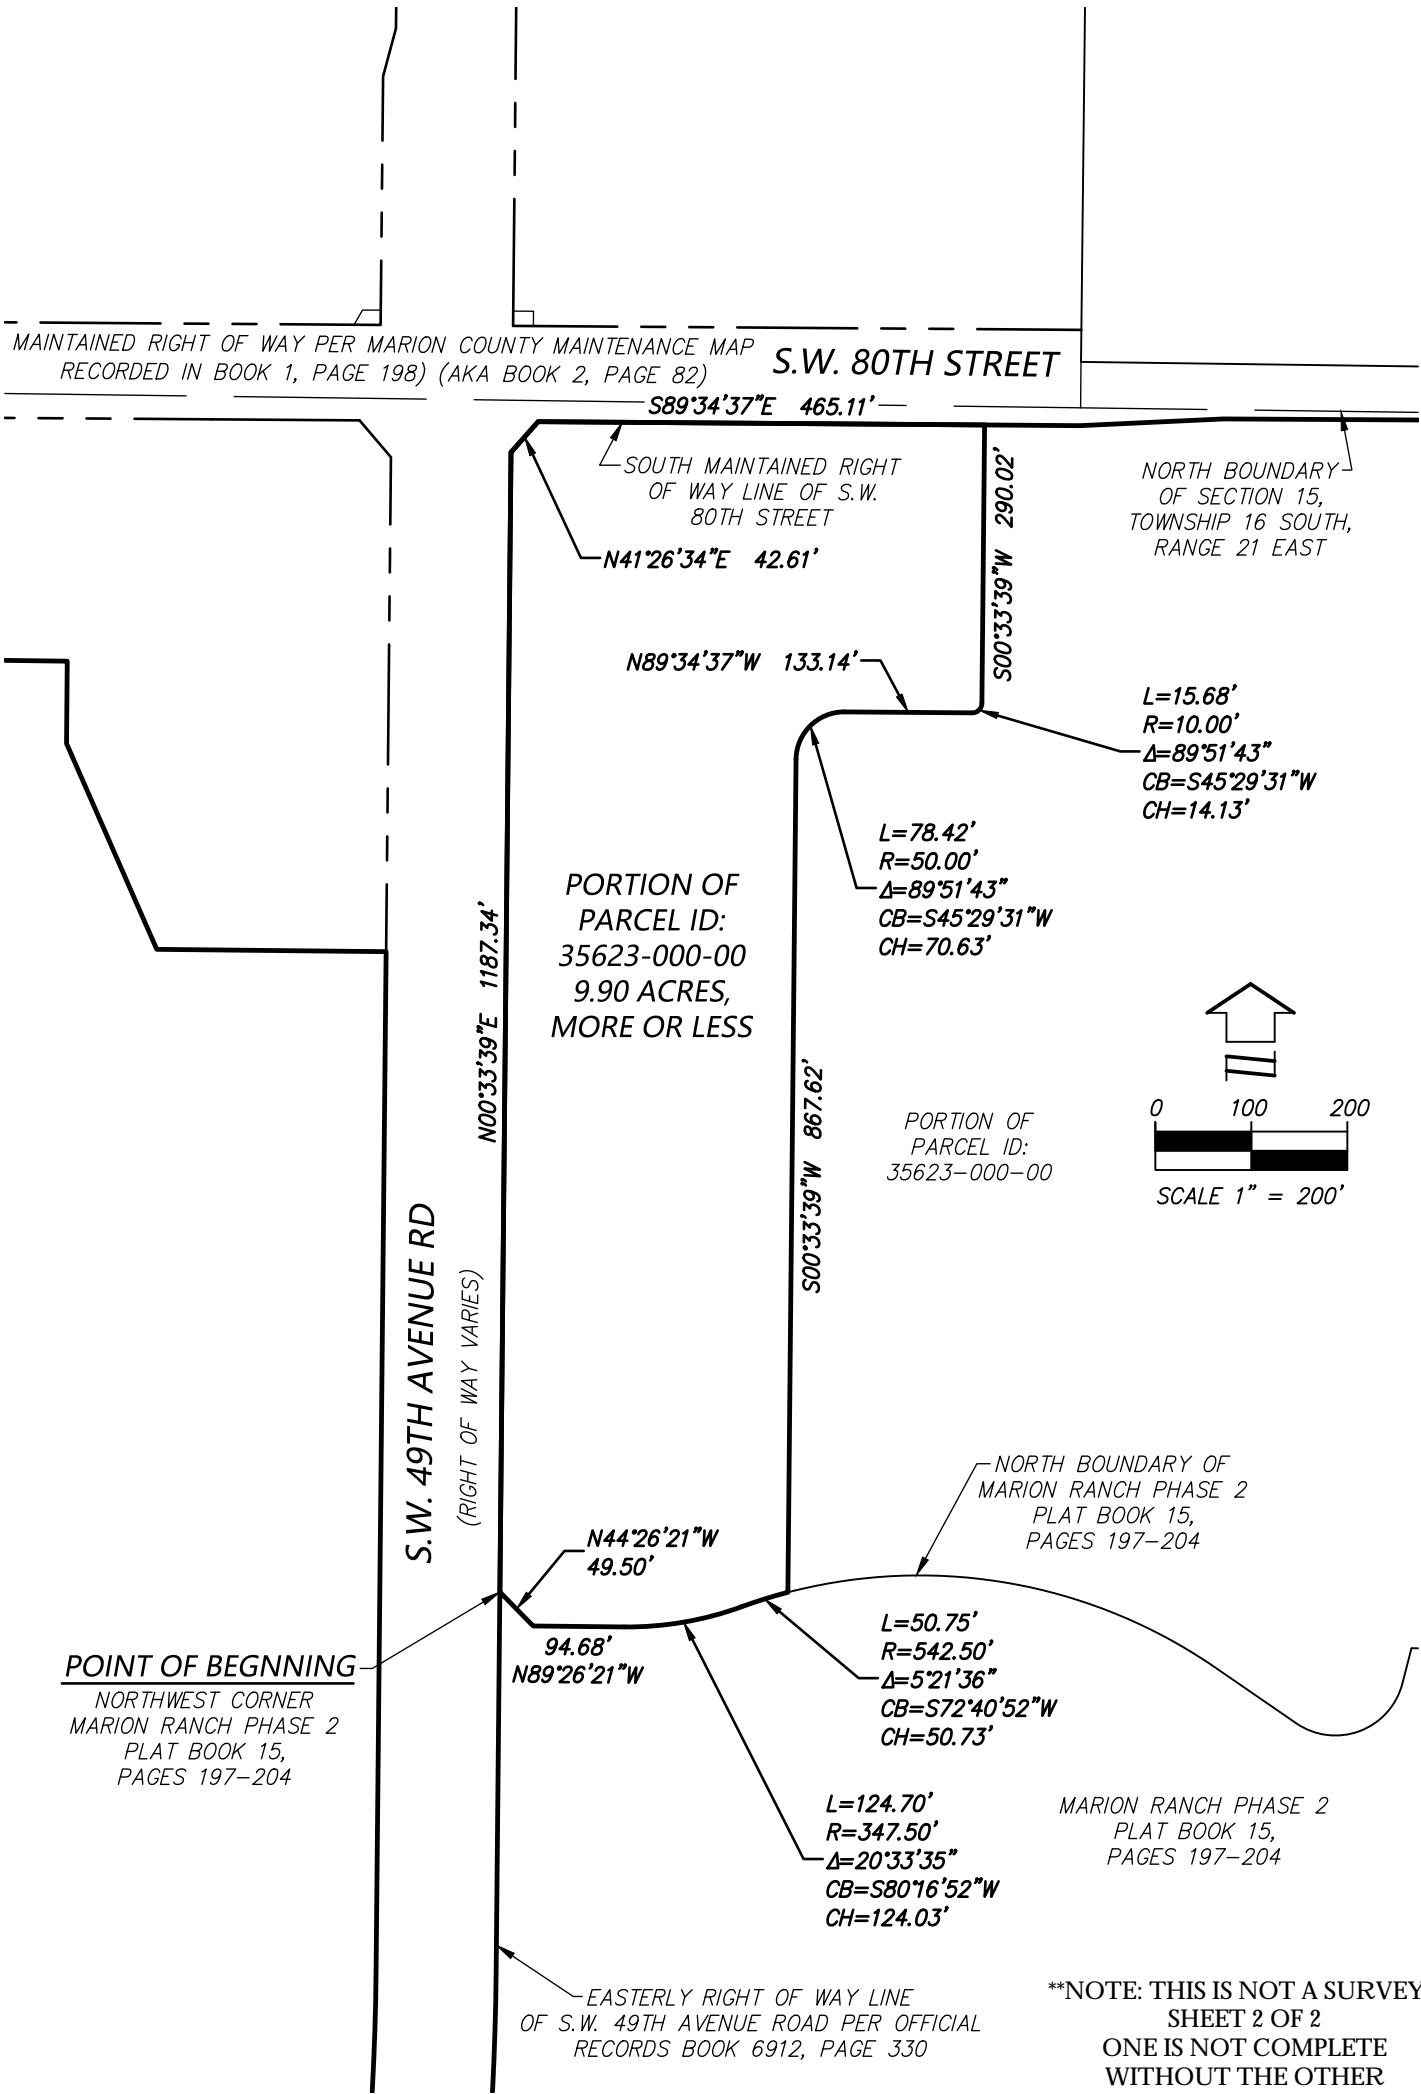 MAINTAINED RIGHT OF WAY PER MARION COUNTY MAINTENANCE MAP
RECORDED IN BOOK 1, PAGE 198) (AKA BOOK 2, PAGE 82)
S.W. 80TH STREET
S89°34'37"E 465.11'
SOUTH MAINTAINED RIGHT
OF WAY LINE OF S.W.
80TH STREET
N41°26'34"E 42.61'
S00°33'39"W 290.02'
NORTH BOUNDARY
OF SECTION 15,
TOWNSHIP 16 SOUTH,
RANGE 21 EAST
N89°34'37"W 133.14'
L=15.68'
R=10.00'
Δ=89°51'43"
CB=S45°29'31"W
CH=14.13'
L=78.42'
R=50.00'
Δ=89°51'43"
CB=S45°29'31"W
CH=70.63'
PORTION OF
PARCEL ID:
35623-000-00
9.90 ACRES,
MORE OR LESS
N00°33'39"E 1187.34'
S00°33'39"W 867.62'
PORTION OF
PARCEL ID:
35623-000-00
0 100 200
SCALE 1" = 200'
S.W. 49TH AVENUE RD
(RIGHT OF WAY VARIES)
NORTH BOUNDARY OF
MARION RANCH PHASE 2
PLAT BOOK 15,
PAGES 197-204
N44°26'21"W
49.50'
94.68'
N89°26'21"W
POINT OF BEGNNING
NORTHWEST CORNER
MARION RANCH PHASE 2
PLAT BOOK 15,
PAGES 197-204
L=50.75'
R=542.50'
Δ=5°21'36"
CB=S72°40'52"W
CH=50.73'
L=124.70'
R=347.50'
Δ=20°33'35"
CB=S80°16'52"W
CH=124.03'
MARION RANCH PHASE 2
PLAT BOOK 15,
PAGES 197-204
EASTERLY RIGHT OF WAY LINE
OF S.W. 49TH AVENUE ROAD PER OFFICIAL
RECORDS BOOK 6912, PAGE 330
**NOTE: THIS IS NOT A SURVEY
SHEET 2 OF 2
ONE IS NOT COMPLETE
WITHOUT THE OTHER